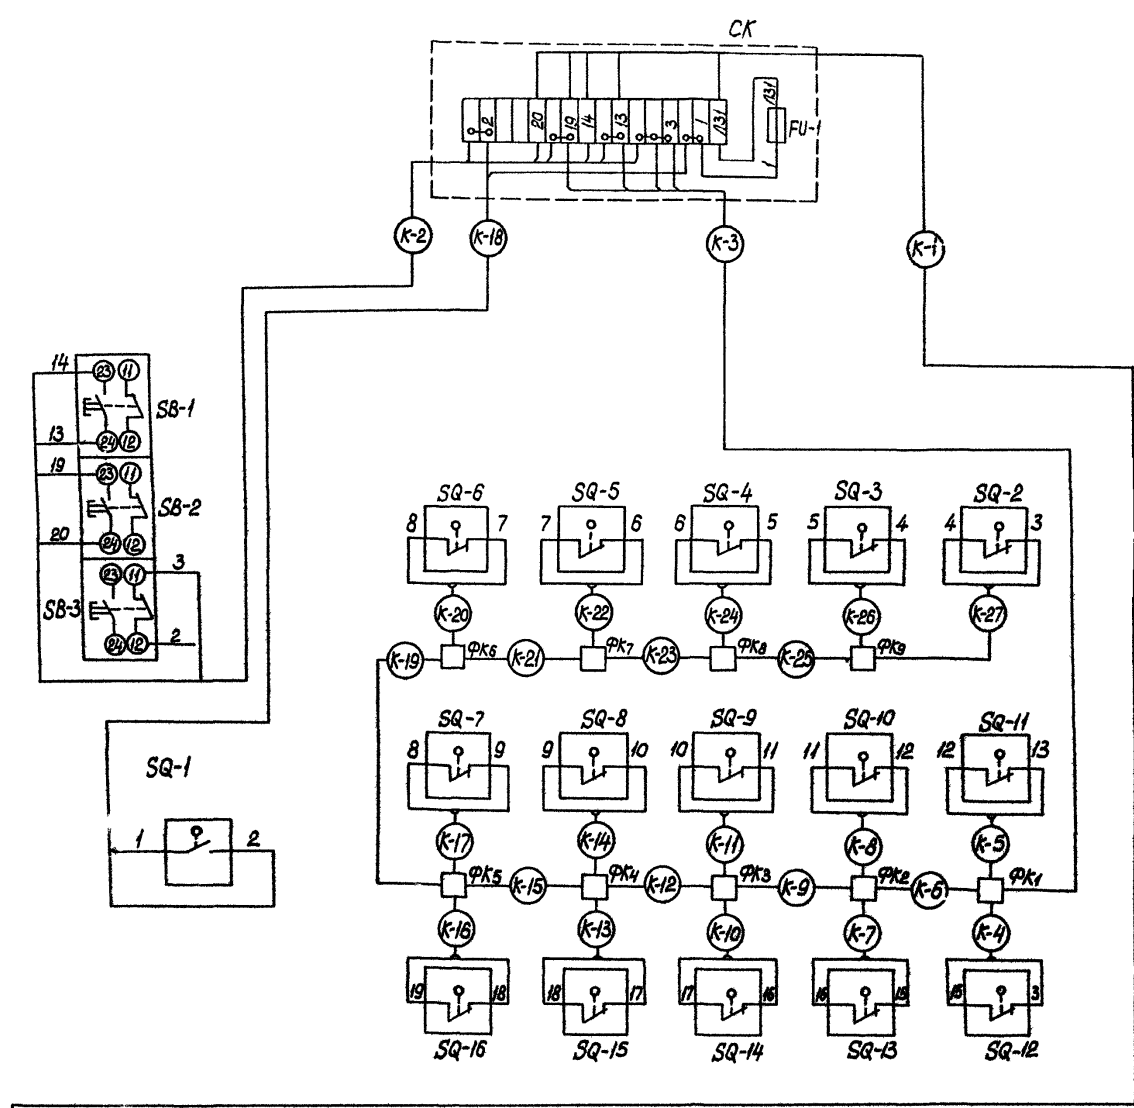 СК
2 20 19 14 13 3 1 ЛЗ1
ЛЗ1
FU-1
1
К-2 К-18 К-3 К-1
14 23 11
SB-1
13 24 12
19 23 11
SB-2
20 24 12
23 11 3
SB-3
24 12 2
SQ-6 SQ-5 SQ-4 SQ-3 SQ-2
8 7 7 6 6 5 5 4 4 3
К-20 К-22 К-24 К-26 К-27
К-19 ФК6 К-21 ФК7 К-23 ФК8 К-25 ФК9
SQ-7 SQ-8 SQ-9 SQ-10 SQ-11
8 9 9 10 10 11 11 12 12 13
SQ-1
1 2
К-17 К-14 К-11 К-8 К-5
ФК5 К-15 ФК4 К-12 ФК3 К-9 ФК2 К-6 ФК1
К-16 К-13 К-10 К-7 К-4
19 18 18 17 17 16 16 15 15 3
SQ-16 SQ-15 SQ-14 SQ-13 SQ-12